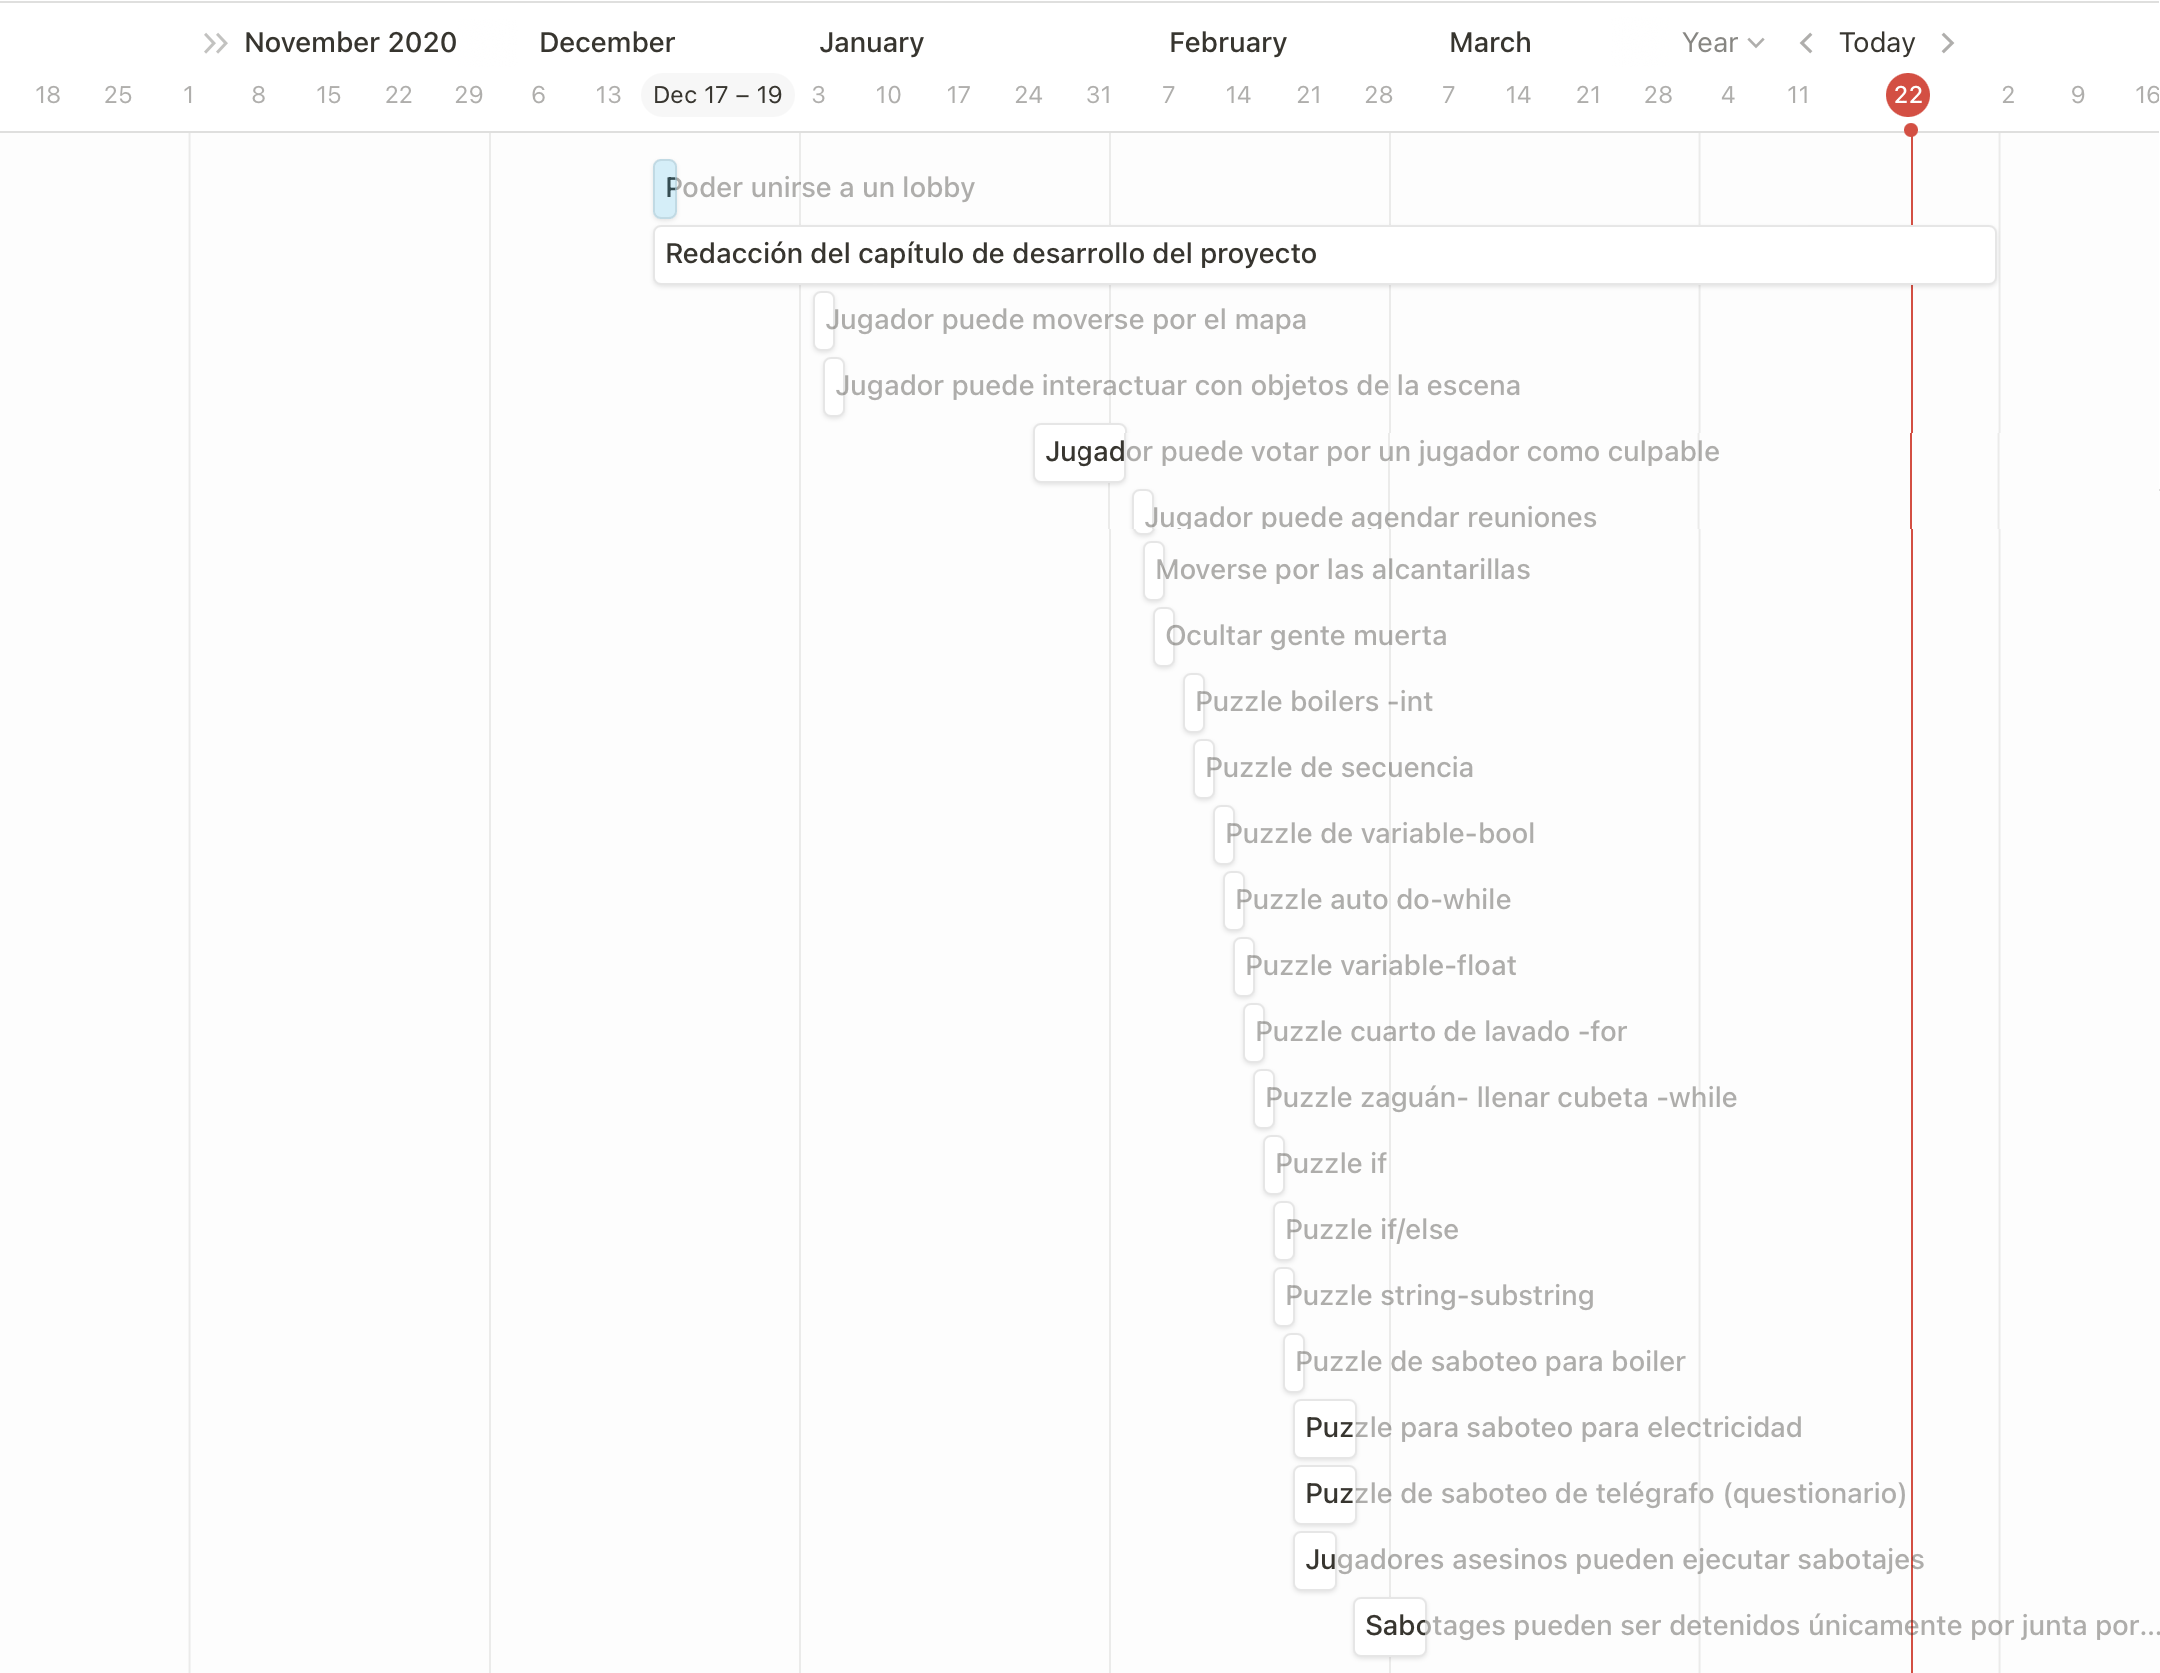 November 2020 December January February March Year Today
18 25 1 8 15 22 29 6 13 Dec 17 – 19 3 10 17 24 31 7 14 21 28 7 14 21 28 4 11 22 2 9 16
Poder unirse a un lobby
Redacción del capítulo de desarrollo del proyecto
Jugador puede moverse por el mapa
Jugador puede interactuar con objetos de la escena
Jugador puede votar por un jugador como culpable
Jugador puede agendar reuniones
Moverse por las alcantarillas
Ocultar gente muerta
Puzzle boilers -int
Puzzle de secuencia
Puzzle de variable-bool
Puzzle auto do-while
Puzzle variable-float
Puzzle cuarto de lavado -for
Puzzle zaguán- llenar cubeta -while
Puzzle if
Puzzle if/else
Puzzle string-substring
Puzzle de saboteo para boiler
Puzzle para saboteo para electricidad
Puzzle de saboteo de telégrafo (questionario)
Jugadores asesinos pueden ejecutar sabotajes
Sabotages pueden ser detenidos únicamente por junta por...